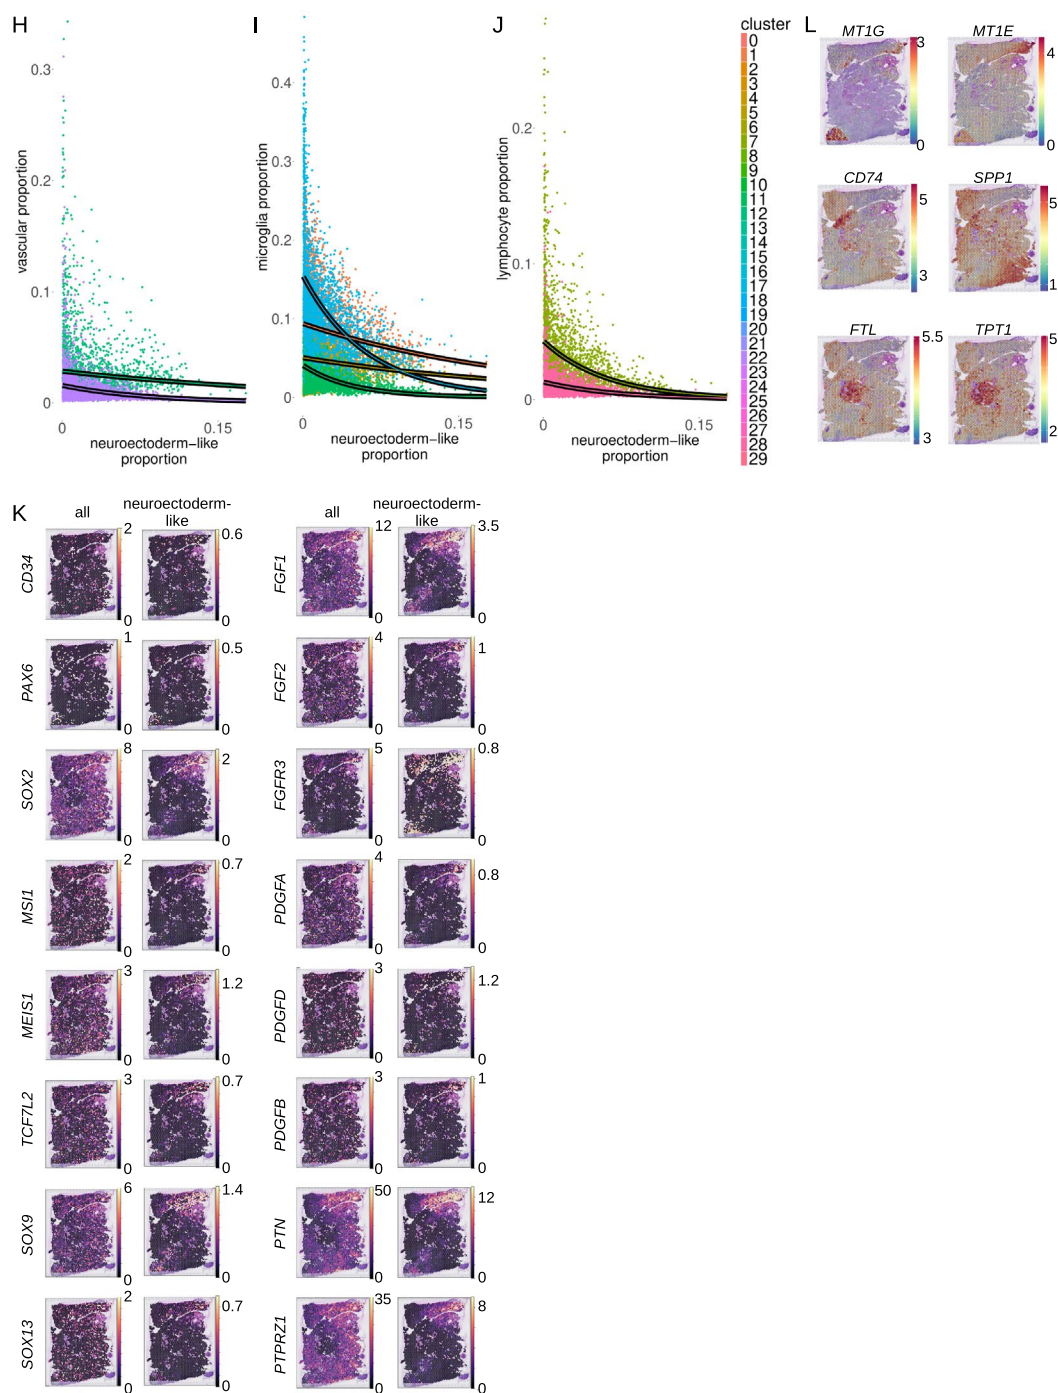 H
vascular proportion
0.3
0.2
0.1
0
0
0.15
neuroectoderm−like
proportion
I
microglia proportion
0.4
0.3
0.2
0.1
0
0
0.15
neuroectoderm−like
proportion
J
lymphocyte proportion
0.2
0.1
0
0
0.15
neuroectoderm−like
proportion
cluster
0
1
2
3
4
5
6
7
8
9
10
11
12
13
14
15
16
17
18
19
20
21
22
23
24
25
26
27
28
29
L
MT1G
3
0
MT1E
4
0
CD74
5
3
SPP1
5
1
FTL
5.5
3
TPT1
5
2
K
all
neuroectoderm-
like
CD34
2
0
0.6
0
PAX6
1
0
0.5
0
SOX2
8
0
2
0
MSI1
2
0
0.7
0
MEIS1
3
0
1.2
0
TCF7L2
3
0
0.7
0
SOX9
6
0
1.4
0
SOX13
2
0
0.7
0
all
neuroectoderm-
like
FGF1
12
0
3.5
0
FGF2
4
0
1
0
FGFR3
5
0
0.8
0
PDGFA
4
0
0.8
0
PDGFD
3
0
1.2
0
PDGFB
3
0
1
0
PTN
50
0
12
0
PTPRZ1
35
0
8
0